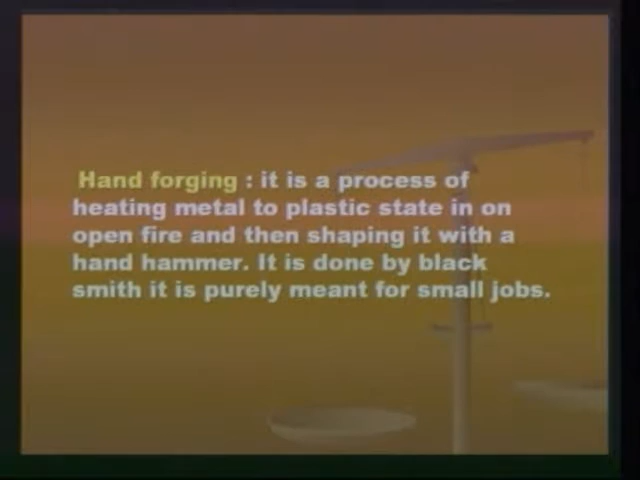 Hand forging : it is a process of
heating metal to plastic state in on
open fire and then shaping it with a
hand hammer. It is done by black
smith it is purely meant for small jobs.